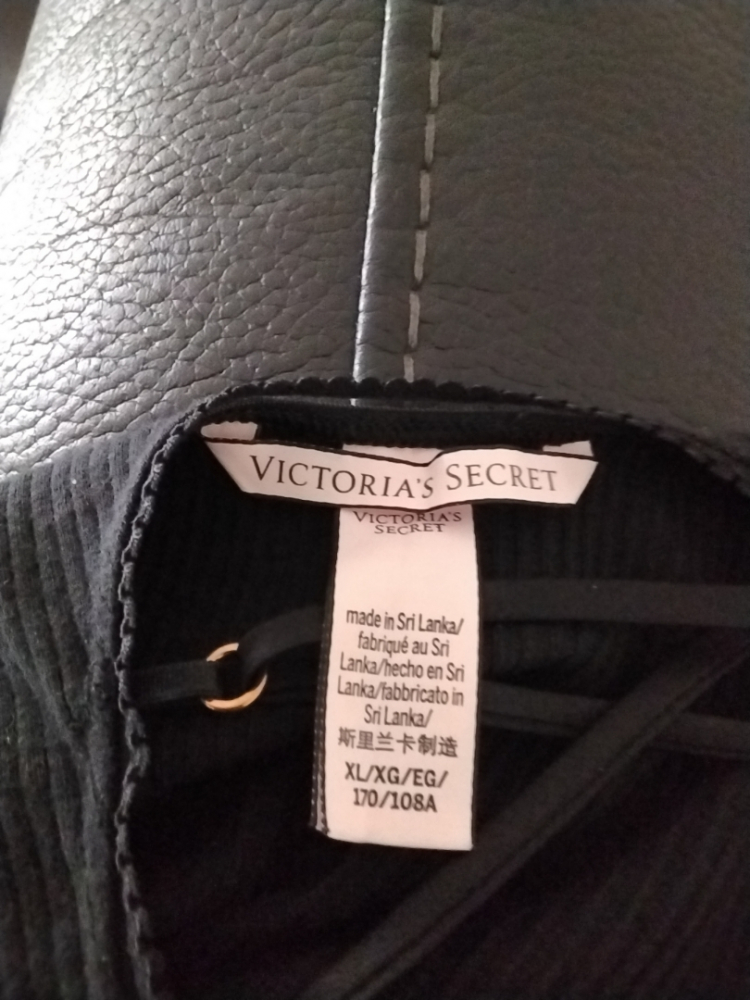 VICTORIA'S SECRET
VICTORIA'S
SECRET
made in Sri Lanka/
fabriqué au Sri
Lanka/hecho en Sri
Lanka/fabbricato in
Sri Lanka/
斯里兰卡制造
XL/XG/EG/
170/108A